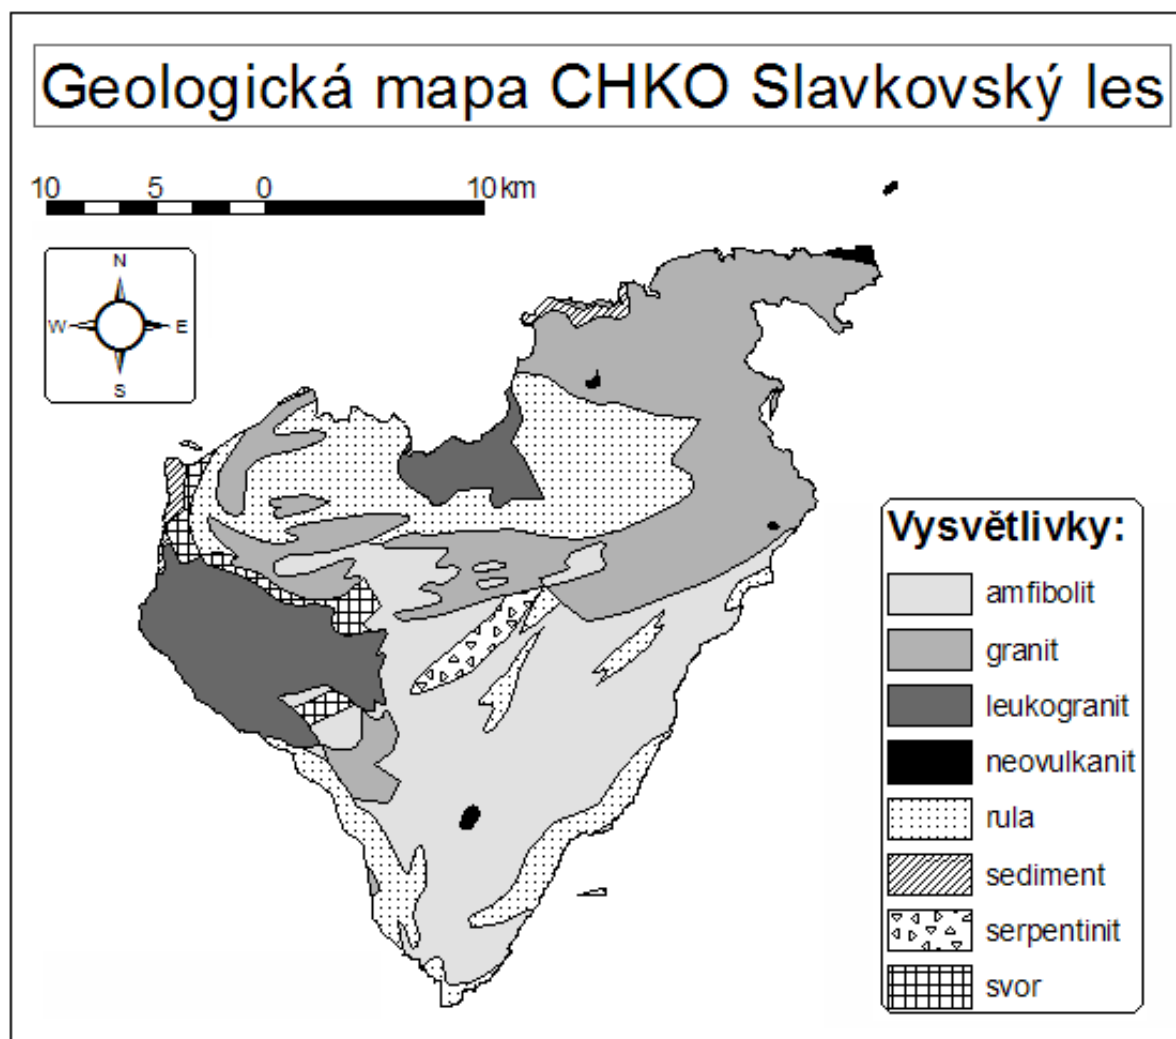 Geologická mapa CHKO Slavkovský les
10 5 0 10 km
N
W E
S
Vysvětlivky:
amfibolit
granit
leukogranit
neovulkanit
rula
sediment
serpentinit
svor